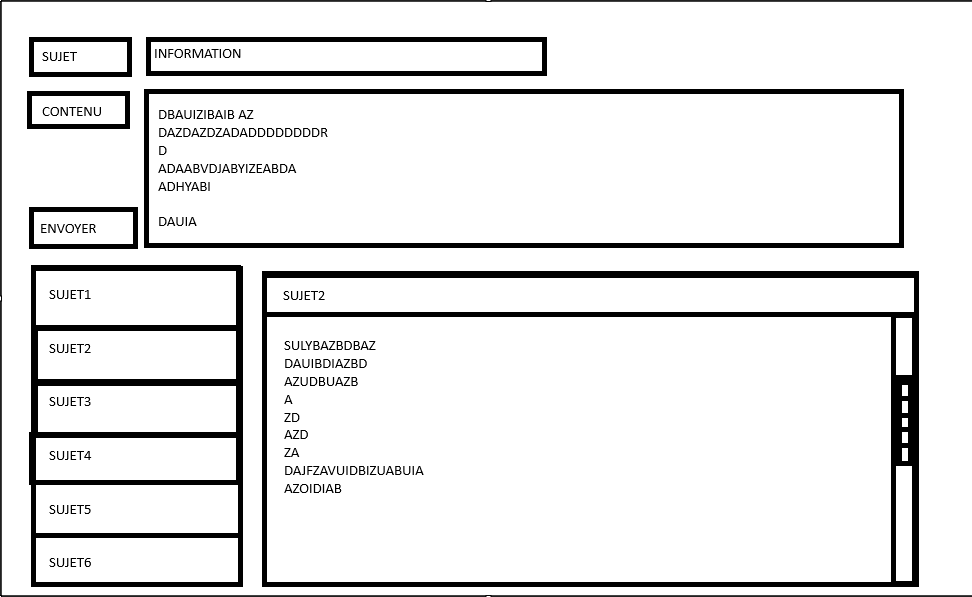 SUJET
INFORMATION
CONTENU
DBAUIZIBAIB AZ
DAZDAZDZADADDDDDDDDR
D
ADAABVDJABYIZEABDA
ADHYABI
DAUIA
ENVOYER
SUJET1
SUJET2
SUJET3
SUJET4
SUJET5
SUJET6
SUJET2
SULYBAZBDBAZ
DAUIBDIAZBD
AZUDBUAZB
A
ZD
AZD
ZA
DAJFZAVUIDBIZUABUIA
AZOIDIAB